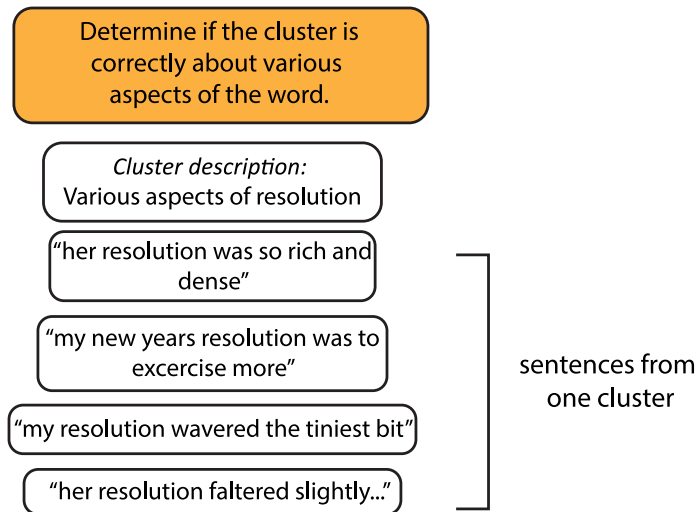 Determine if the cluster is
correctly about various
aspects of the word.
Cluster description:
Various aspects of resolution
“her resolution was so rich and
dense”
“my new years resolution was to
excercise more”
“my resolution wavered the tiniest bit”
“her resolution faltered slightly...”
sentences from
one cluster